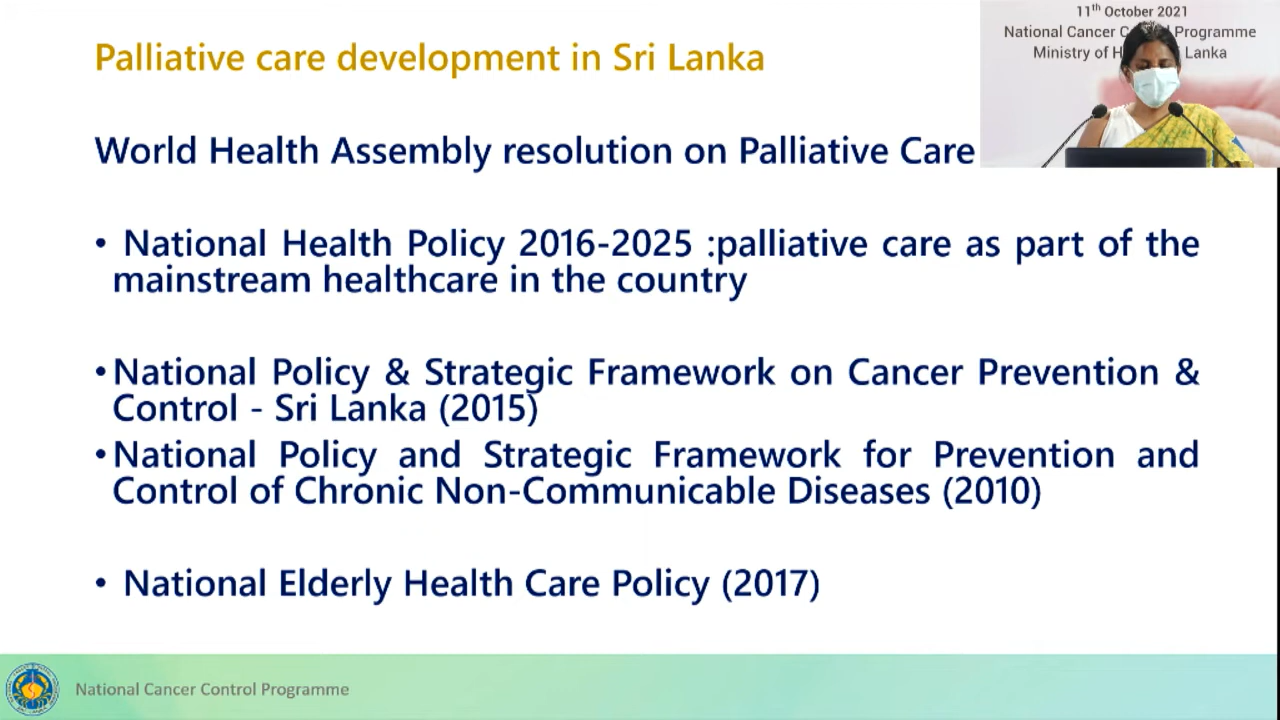 Palliative care development in Sri Lanka
11th October 2021
National Cancer C Programme
Ministry of H Lanka
World Health Assembly resolution on Palliative Care
• National Health Policy 2016-2025 :palliative care as part of the
mainstream healthcare in the country
•National Policy & Strategic Framework on Cancer Prevention &
Control - Sri Lanka (2015)
•National Policy and Strategic Framework for Prevention and
Control of Chronic Non-Communicable Diseases (2010)
• National Elderly Health Care Policy (2017)
National Cancer Control Programme